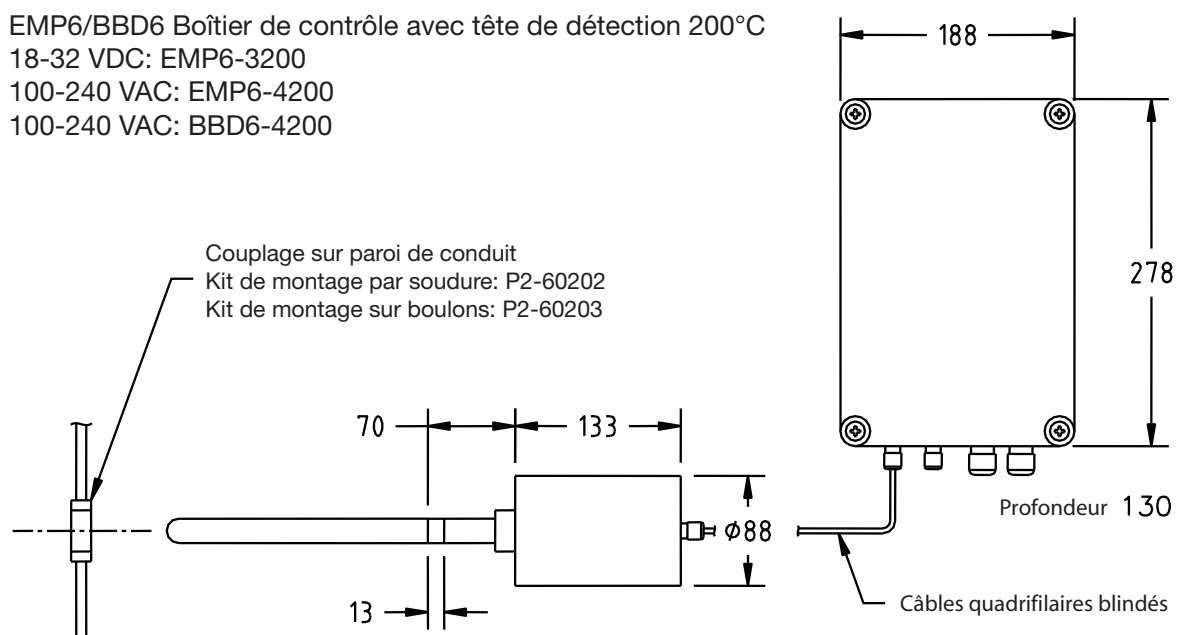 EMP6/BBD6 Boîtier de contrôle avec tête de détection 200°C
18-32 VDC: EMP6-3200
100-240 VAC: EMP6-4200
100-240 VAC: BBD6-4200
188
278
Couplage sur paroi de conduit
Kit de montage par soudure: P2-60202
Kit de montage sur boulons: P2-60203
70
133
Profondeur 130
ø88
13
Câbles quadrifilaires blindés